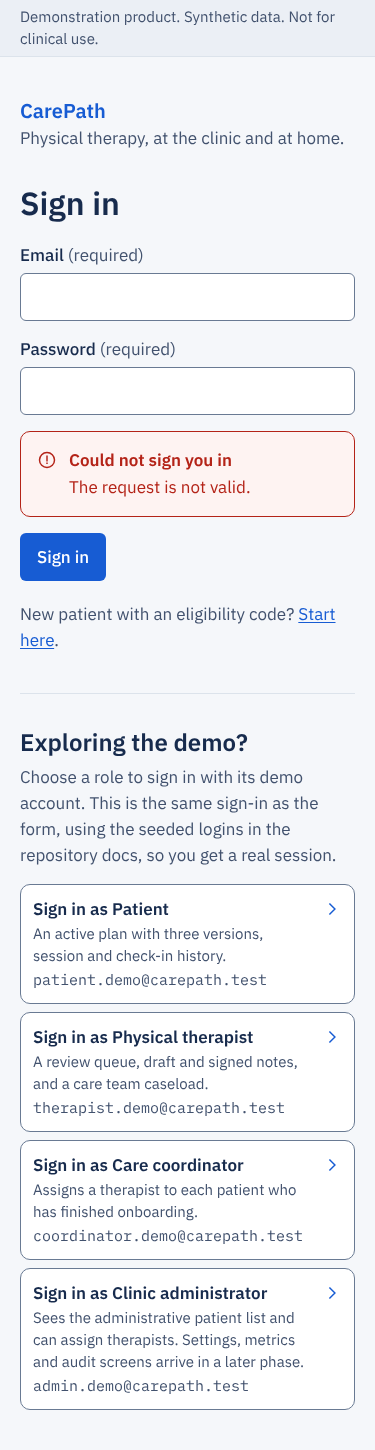 Demonstration product. Synthetic data. Not for
clinical use.
CarePath
Physical therapy, at the clinic and at home.
Sign in
Email (required)
Password (required)
Could not sign you in
The request is not valid.
Sign in
New patient with an eligibility code? Start
here.
Exploring the demo?
Choose a role to sign in with its demo
account. This is the same sign-in as the
form, using the seeded logins in the
repository docs, so you get a real session.
Sign in as Patient
An active plan with three versions,
session and check-in history.
patient.demo@carepath.test
Sign in as Physical therapist
A review queue, draft and signed notes,
and a care team caseload.
therapist.demo@carepath.test
Sign in as Care coordinator
Assigns a therapist to each patient who
has finished onboarding.
coordinator.demo@carepath.test
Sign in as Clinic administrator
Sees the administrative patient list and
can assign therapists. Settings, metrics
and audit screens arrive in a later phase.
admin.demo@carepath.test